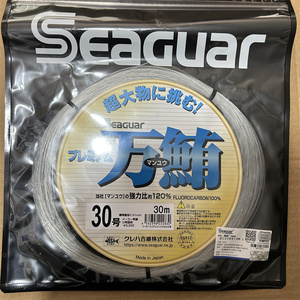 SEAGUAR
超大物に挑む!
SEAGUAR
プレミアム
万鮪
マンユウ
当社【マンユウ】の強力比約120% FLUOROCARBON100%
30号
30m
クレハ合繊株式会社
Made in Japan